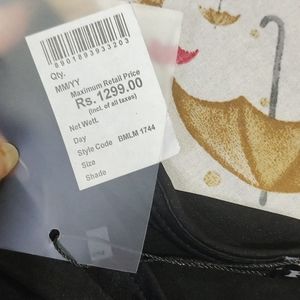 8901893933203
Qty.
MM/YY
Maximum Retail Price
Rs.1299.00
(Incl. of all taxes)
Net Wett.
Day
Style Code BMLM 1744
Size
Shade